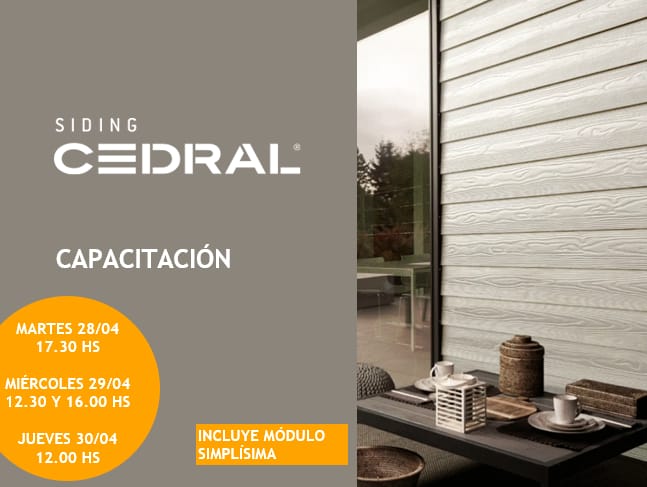 SIDING
CEDRAL®
CAPACITACIÓN
MARTES 28/04
17.30 HS
MIÉRCOLES 29/04
12.30 Y 16.00 HS
JUEVES 30/04
12.00 HS
INCLUYE MÓDULO
SIMPLÍSIMA